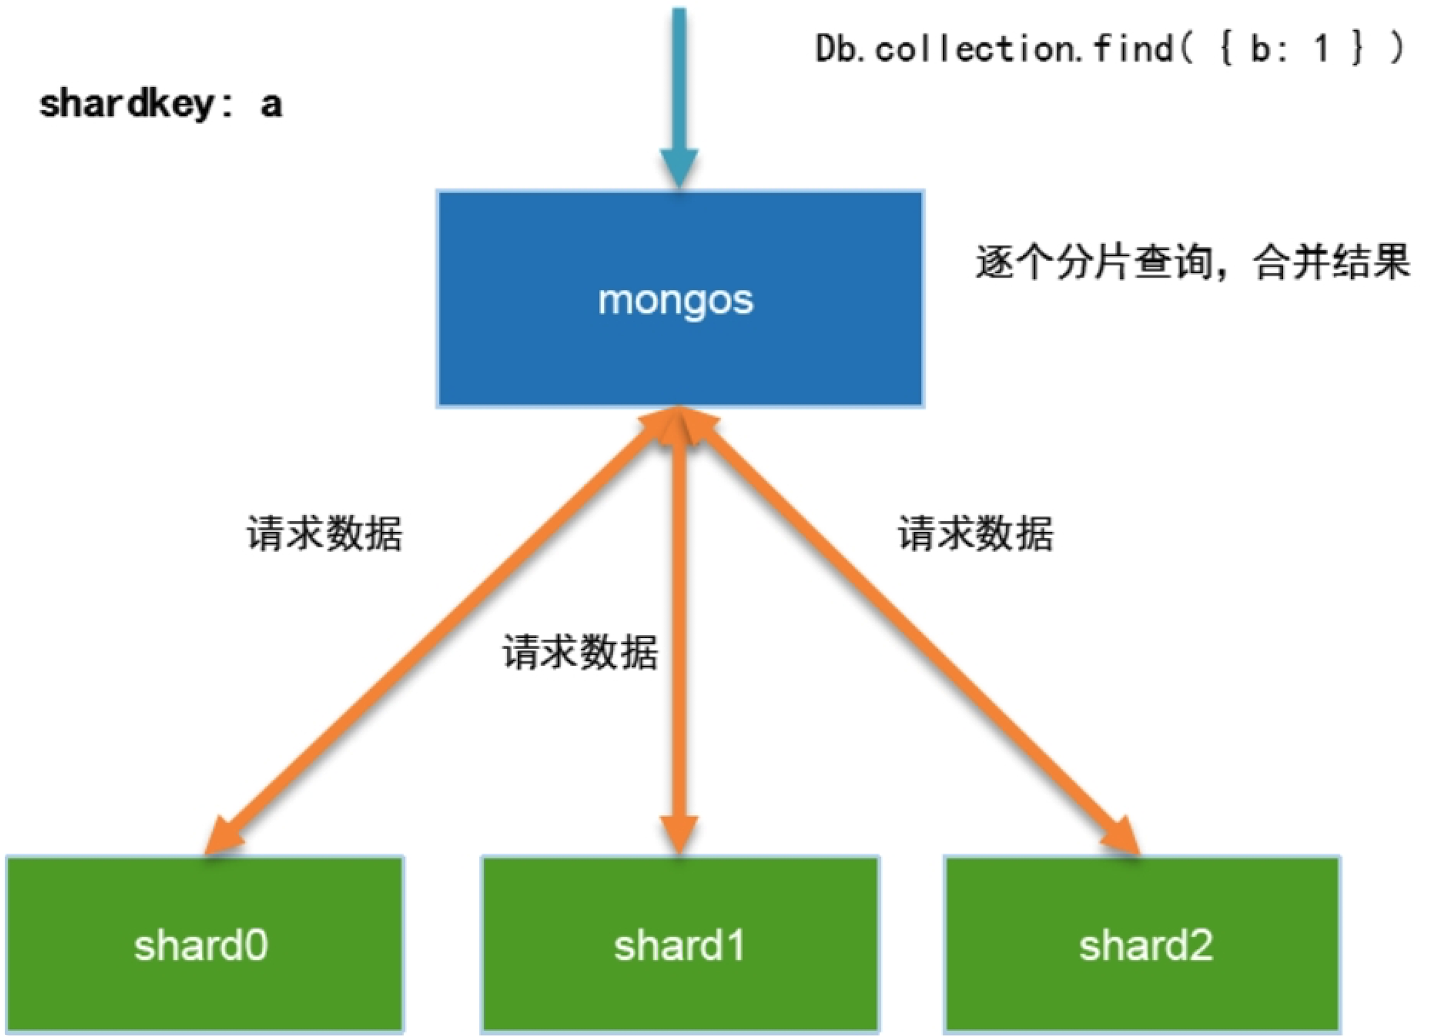 Db.collection.find( { b: 1 } )
shardkey: a
mongos
逐个分片查询，合并结果
请求数据
请求数据
请求数据
shard0
shard1
shard2